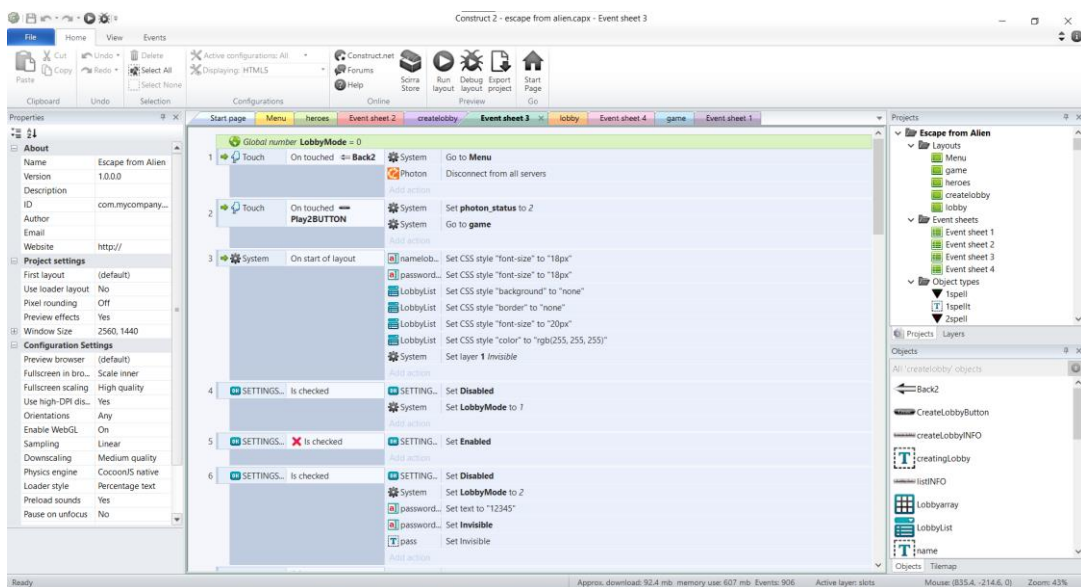 Construct 2 - escape from alien.capx - Event sheet 3
File Home View Events
Paste
Cut
Copy
Clipboard
Undo
Redo
Undo
Delete
Select All
Select None
Selection
Active configurations: All
Displaying: HTML5
Configurations
Construct.net
Forums
Help
Scirra Store
Online
Run layout
Debug layout
Export project
Preview
Start Page
Go
Properties
About
Name Escape from Alien
Version 1.0.0.0
Description
ID com.mycompany...
Author
Email
Website http://
Project settings
First layout (default)
Use loader layout No
Pixel rounding Off
Preview effects Yes
Window Size 2560, 1440
Configuration Settings
Preview browser (default)
Fullscreen in bro... Scale inner
Fullscreen scaling High quality
Use high-DPI dis... Yes
Orientations Any
Enable WebGL On
Sampling Linear
Downscaling Medium quality
Physics engine CocoonJS native
Loader style Percentage text
Preload sounds Yes
Pause on unfocus No
Start page Menu heroes Event sheet 2 createlobby Event sheet 3 lobby Event sheet 4 game Event sheet 1
Global number LobbyMode = 0
1 Touch On touched Back2 System Go to Menu
Photon Disconnect from all servers
Add action
2 Touch On touched Play2BUTTON System Set photon_status to 2
System Go to game
Add action
3 System On start of layout namelob... Set CSS style "font-size" to "18px"
password... Set CSS style "font-size" to "18px"
LobbyList Set CSS style "background" to "none"
LobbyList Set CSS style "border" to "none"
LobbyList Set CSS style "font-size" to "20px"
LobbyList Set CSS style "color" to "rgb(255, 255, 255)"
System Set layer 1 Invisible
Add action
4 SETTINGS... Is checked SETTING... Set Disabled
System Set LobbyMode to 1
Add action
5 SETTINGS... Is checked SETTING... Set Enabled
Add action
6 SETTINGS... Is checked SETTING... Set Disabled
System Set LobbyMode to 2
password... Set text to "12345"
password... Set Invisible
pass Set Invisible
Add action
Projects
Escape from Alien
Layouts
Menu
game
heroes
createlobby
lobby
Event sheets
Event sheet 1
Event sheet 2
Event sheet 3
Event sheet 4
Object types
1spell
1spellt
2spell
Projects Layers
Objects
All 'createlobby' objects
Back2
CreateLobbyButton
createLobbyINFO
creatingLobby
listINFO
Lobbyarray
LobbyList
name
Objects Tilemap
Ready Approx. download: 92.4 mb memory use: 607 mb Events: 906 Active layer: slots Mouse: (835.4, -214.6, 0) Zoom: 43%